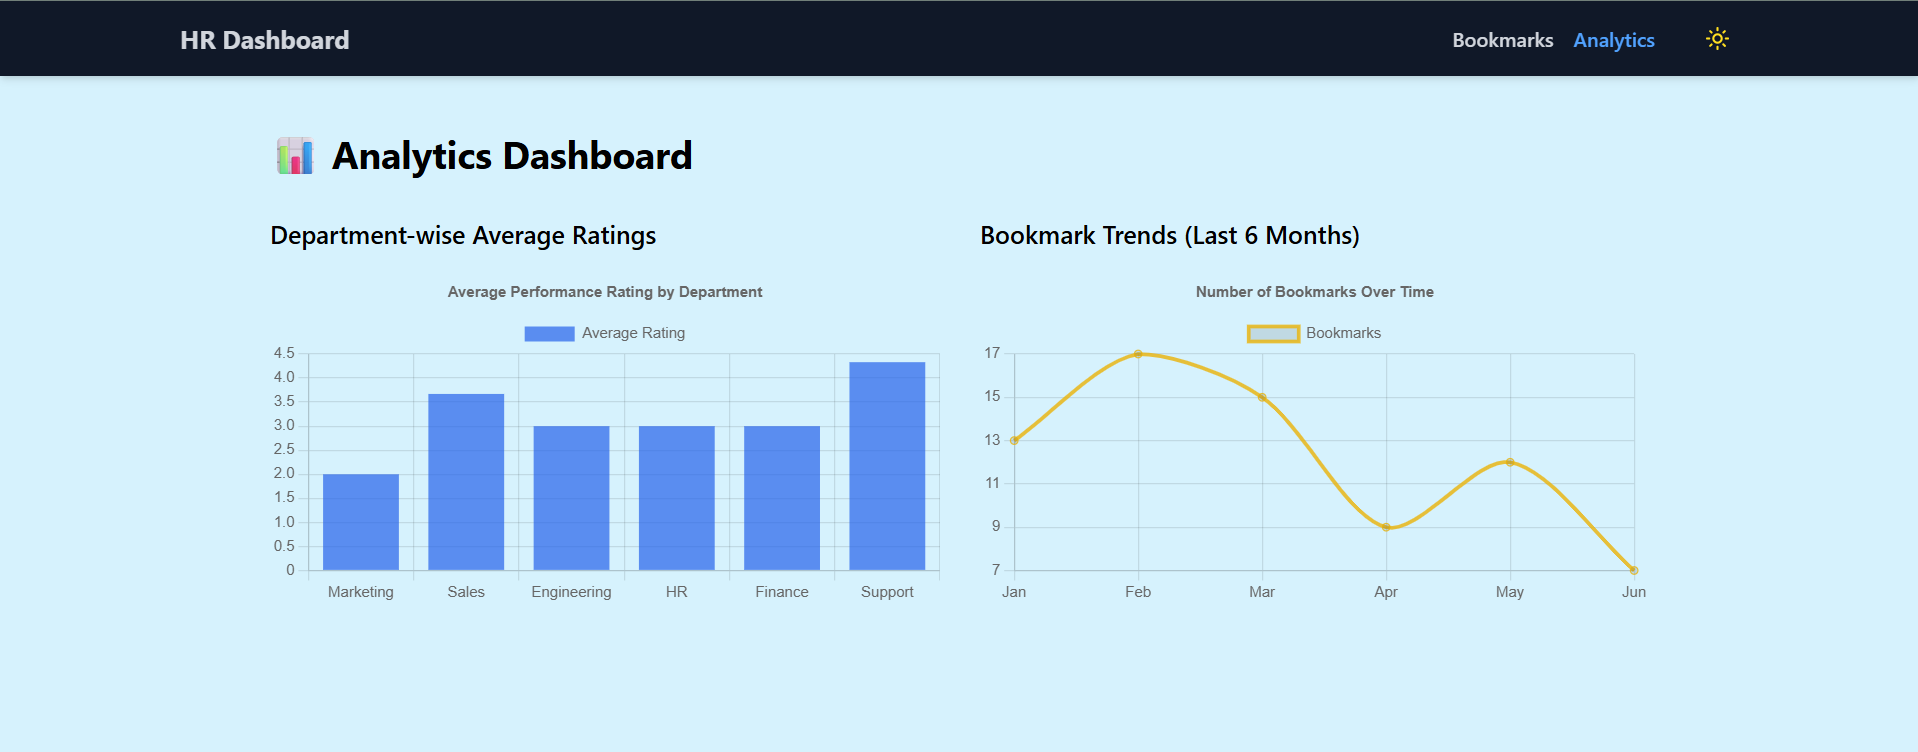 HR Dashboard
Bookmarks Analytics
Analytics Dashboard
Department-wise Average Ratings
Average Performance Rating by Department
Average Rating
4.5
4.0
3.5
3.0
2.5
2.0
1.5
1.0
0.5
0
Marketing Sales Engineering HR Finance Support
Bookmark Trends (Last 6 Months)
Number of Bookmarks Over Time
Bookmarks
17
15
13
11
9
7
Jan Feb Mar Apr May Jun